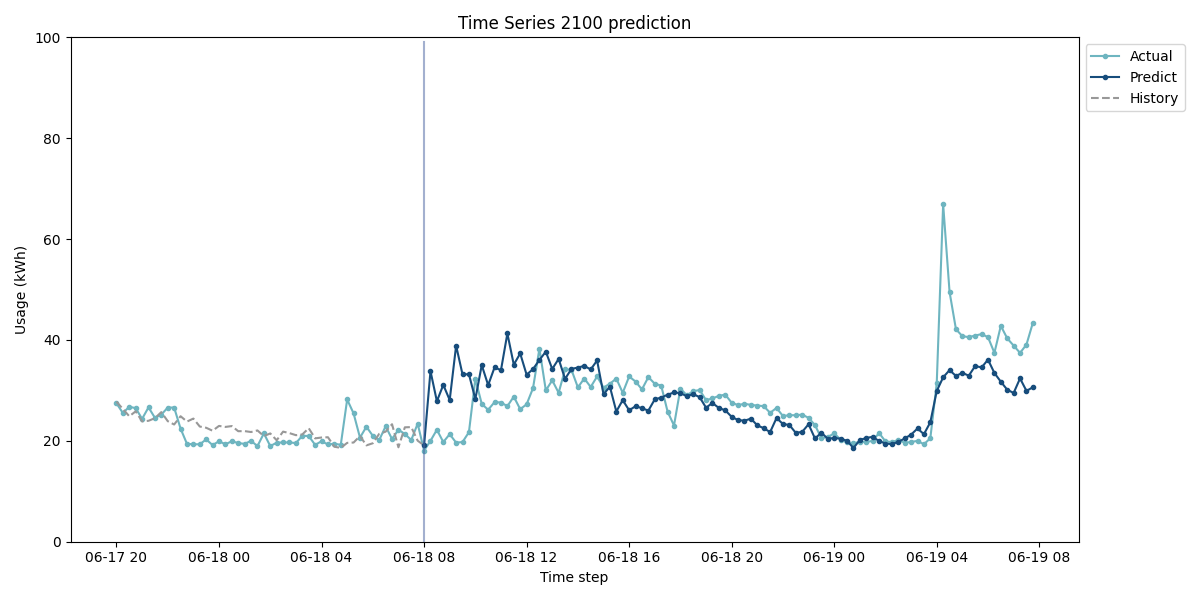 Time Series 2100 prediction
100
80
60
40
20
0
Usage (kWh)
06-17 20
06-18 00
06-18 04
06-18 08
06-18 12
06-18 16
06-18 20
06-19 00
06-19 04
06-19 08
Time step
Actual
Predict
History